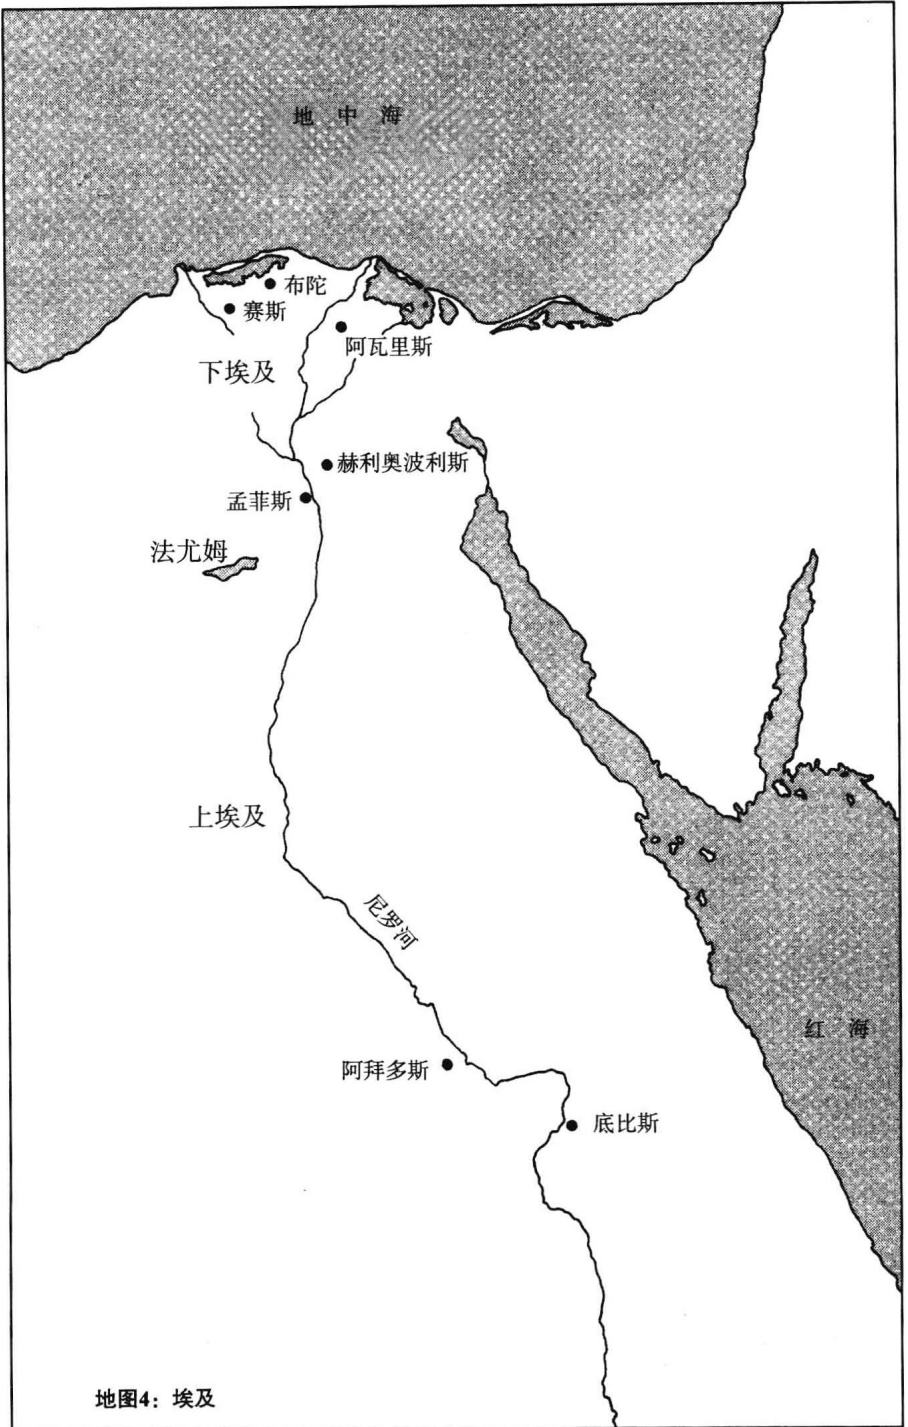 地中海
布陀
赛斯
阿瓦里斯
下埃及
赫利奥波利斯
孟菲斯
法尤姆
上埃及
尼罗河
红海
阿拜多斯
底比斯
地图4：埃及